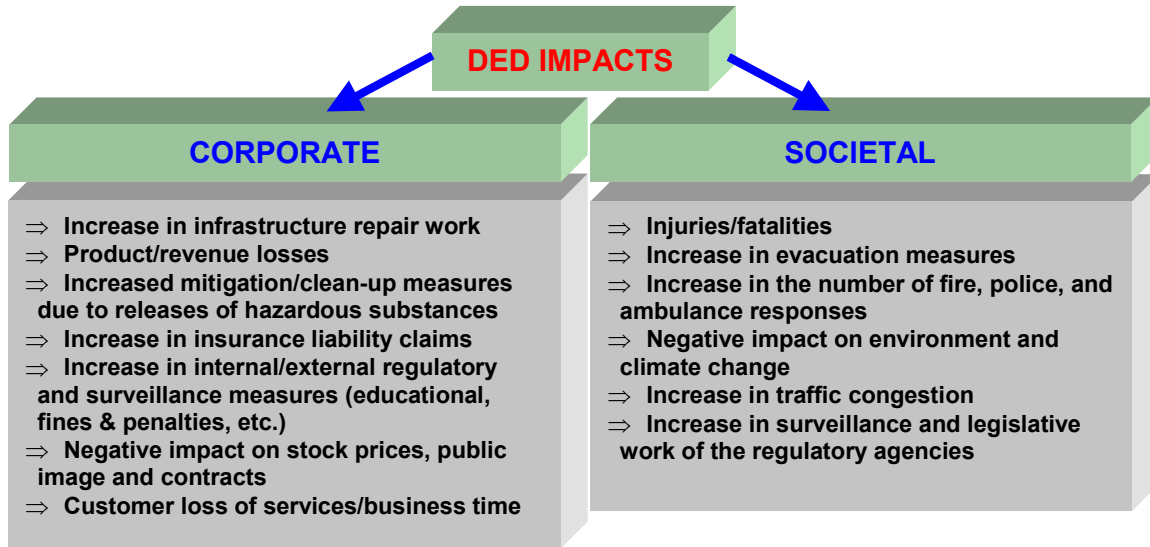 DED IMPACTS
CORPORATE
⇒ Increase in infrastructure repair work
⇒ Product/revenue losses
⇒ Increased mitigation/clean-up measures
due to releases of hazardous substances
⇒ Increase in insurance liability claims
⇒ Increase in internal/external regulatory
and surveillance measures (educational,
fines & penalties, etc.)
⇒ Negative impact on stock prices, public
image and contracts
⇒ Customer loss of services/business time
SOCIETAL
⇒ Injuries/fatalities
⇒ Increase in evacuation measures
⇒ Increase in the number of fire, police, and
ambulance responses
⇒ Negative impact on environment and
climate change
⇒ Increase in traffic congestion
⇒ Increase in surveillance and legislative
work of the regulatory agencies